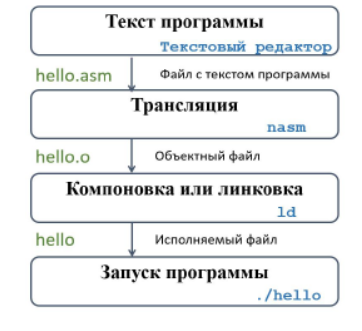 Текст программы
Текстовый редактор
hello.asm Файл с текстом программы
Трансляция
nasm
hello.o Объектный файл
Компоновка или линковка
ld
hello Исполняемый файл
Запуск программы
./hello